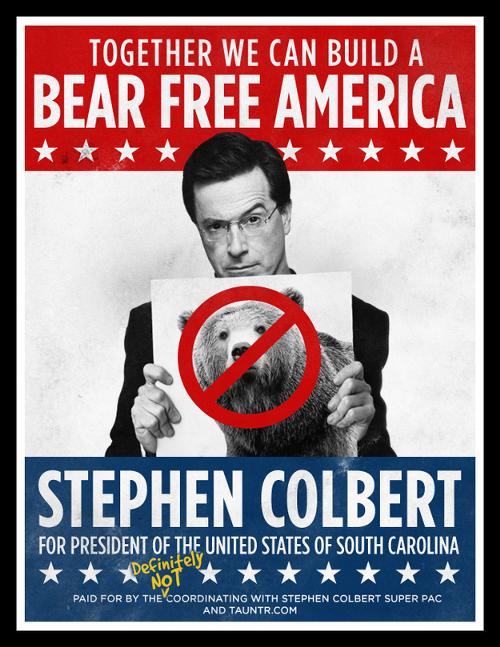 TOGETHER WE CAN BUILD A
BEAR FREE AMERICA
STEPHEN COLBERT
FOR PRESIDENT OF THE UNITED STATES OF SOUTH CAROLINA
Definitely
NOT
PAID FOR BY THE COORDINATING WITH STEPHEN COLBERT SUPER PAC
AND TAUNTR.COM